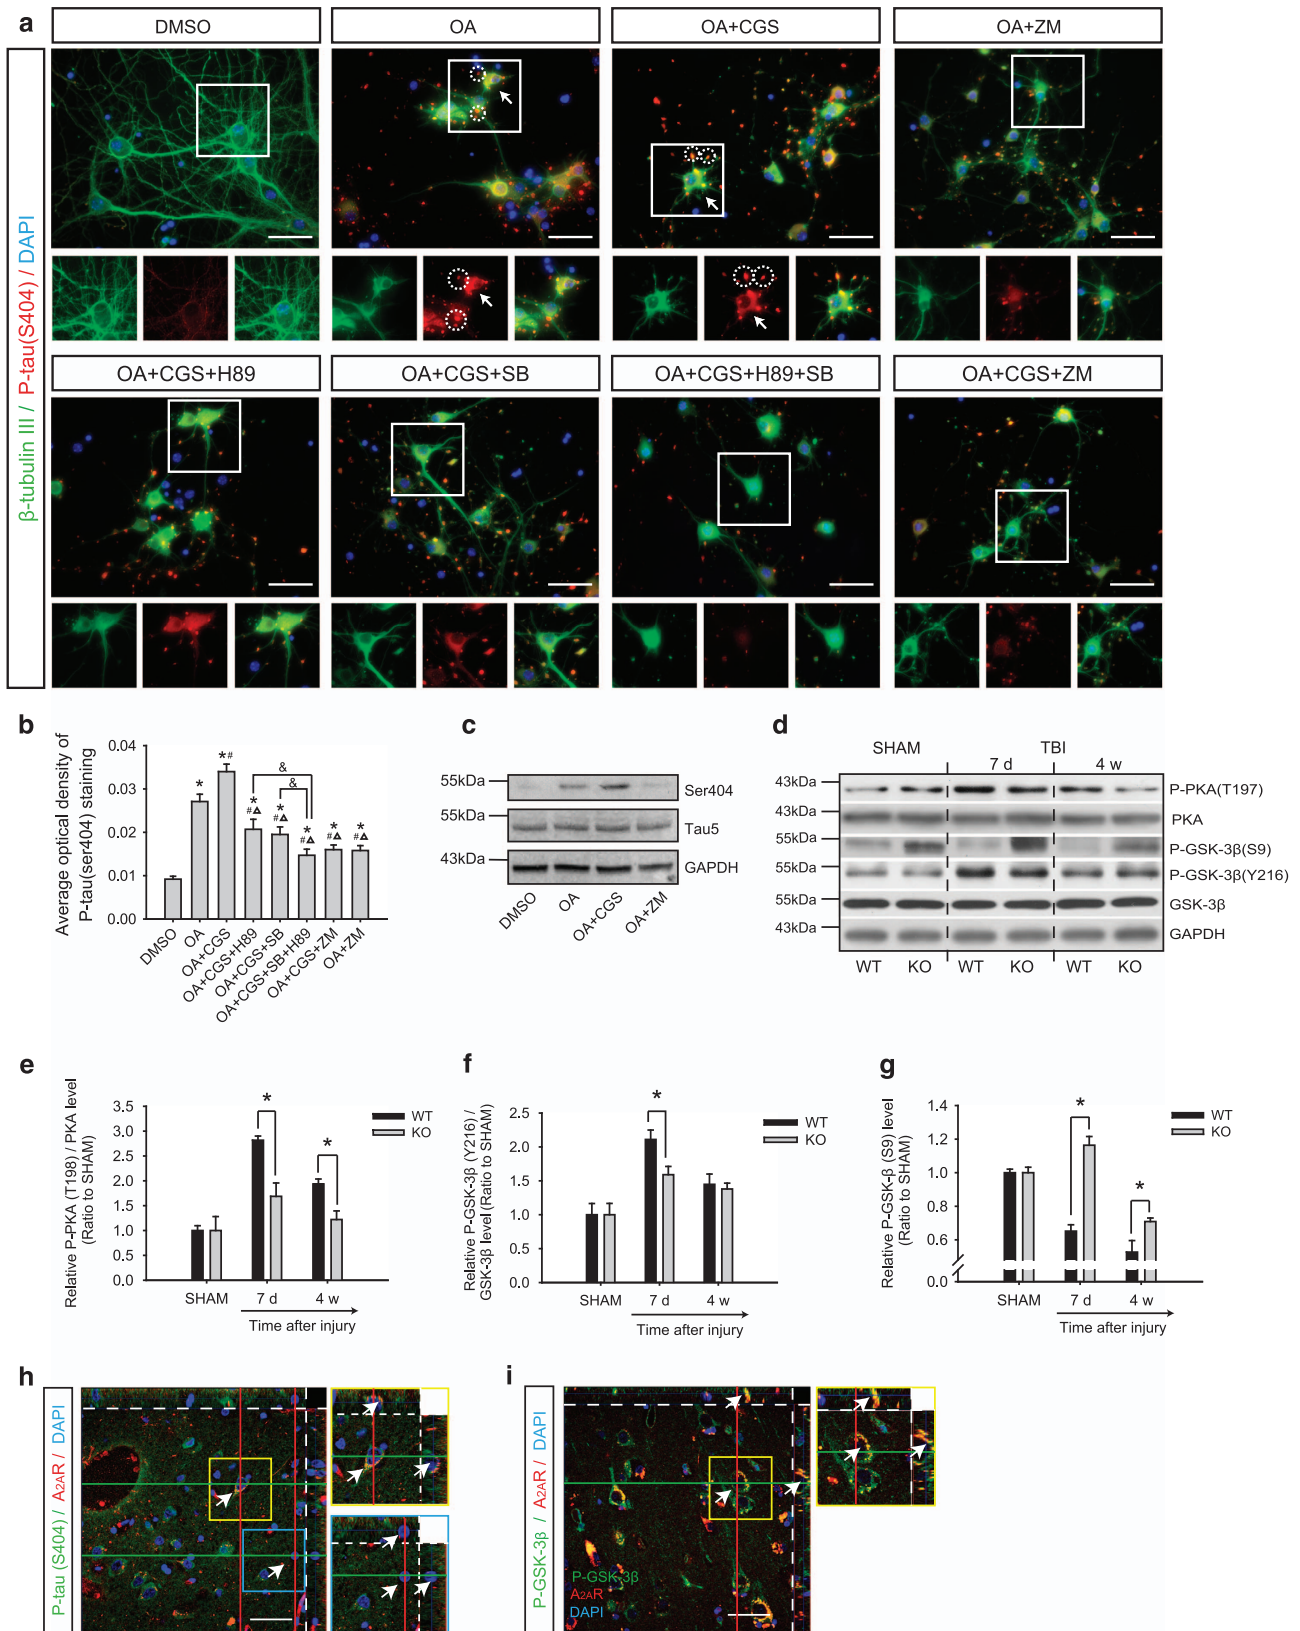 a
DMSO
OA
OA+CGS
OA+ZM
β-tubulin III / P-tau(S404) / DAPI
OA+CGS+H89
OA+CGS+SB
OA+CGS+H89+SB
OA+CGS+ZM
b
Average optical density of
P-tau(ser404) staining
0.04
0.03
0.02
0.01
0.00
*
*#
*
#Δ
*
#Δ
*
#Δ
*
#Δ
*
#Δ
&
&
DMSO
OA
OA+CGS
OA+CGS+H89
OA+CGS+SB
OA+CGS+SB+H89
OA+CGS+ZM
OA+ZM
c
55kDa
55kDa
43kDa
Ser404
Tau5
GAPDH
DMSO
OA
OA+CGS
OA+ZM
d
SHAM
TBI
7 d
4 w
43kDa
43kDa
55kDa
55kDa
55kDa
43kDa
P-PKA(T197)
PKA
P-GSK-3β(S9)
P-GSK-3β(Y216)
GSK-3β
GAPDH
WT
KO
WT
KO
WT
KO
e
Relative P-PKA (T198) / PKA level
(Ratio to SHAM)
3.5
3.0
2.5
2.0
1.5
1.0
0.5
0.0
*
*
WT
KO
SHAM
7 d
4 w
Time after injury
f
Relative P-GSK-3β (Y216) /
GSK-3β level (Ratio to SHAM)
2.5
2.0
1.5
1.0
0.5
0.0
*
WT
KO
SHAM
7 d
4 w
Time after injury
g
Relative P-GSK-β (S9) level
(Ratio to SHAM)
1.4
1.2
1.0
0.8
0.6
0.0
*
*
WT
KO
SHAM
7 d
4 w
Time after injury
h
P-tau (S404) / A2AR / DAPI
i
P-GSK-3β / A2AR / DAPI
P-GSK-3β
A2AR
DAPI